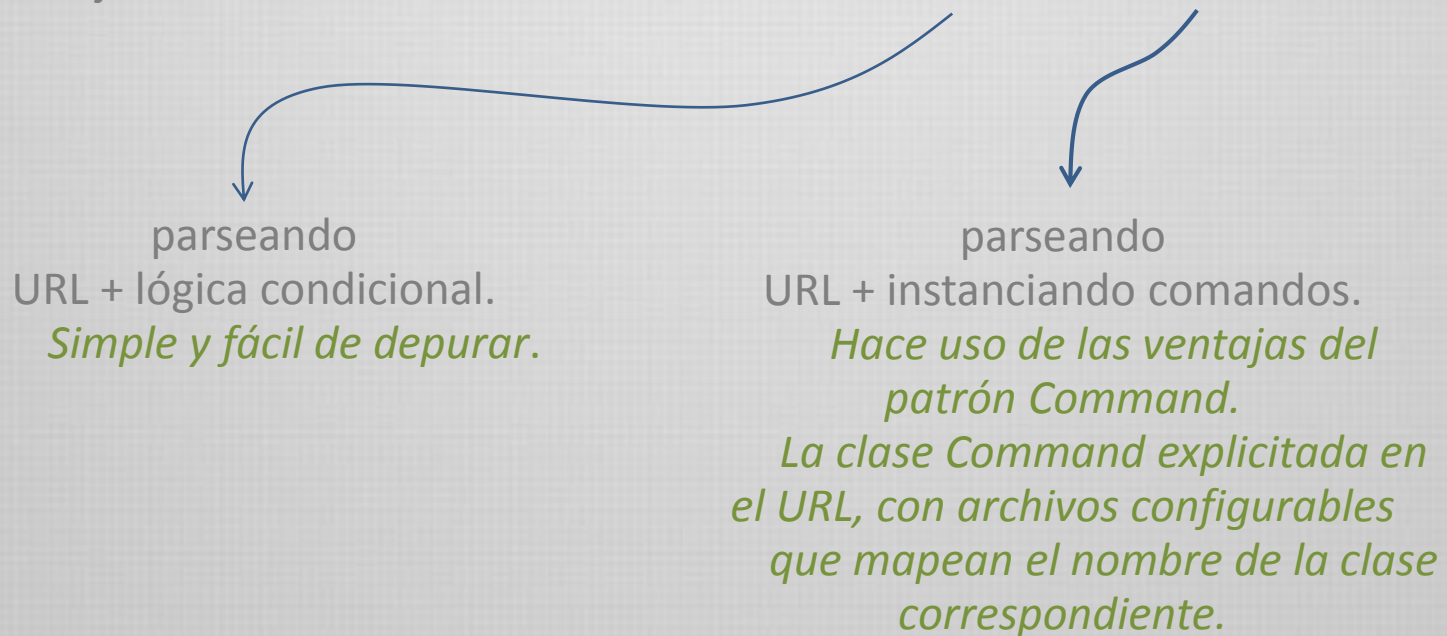 parseando
URL + lógica condicional.
Simple y fácil de depurar.
parseando
URL + instanciando comandos.
Hace uso de las ventajas del
patrón Command.
La clase Command explicitada en
el URL, con archivos configurables
que mapean el nombre de la clase
correspondiente.